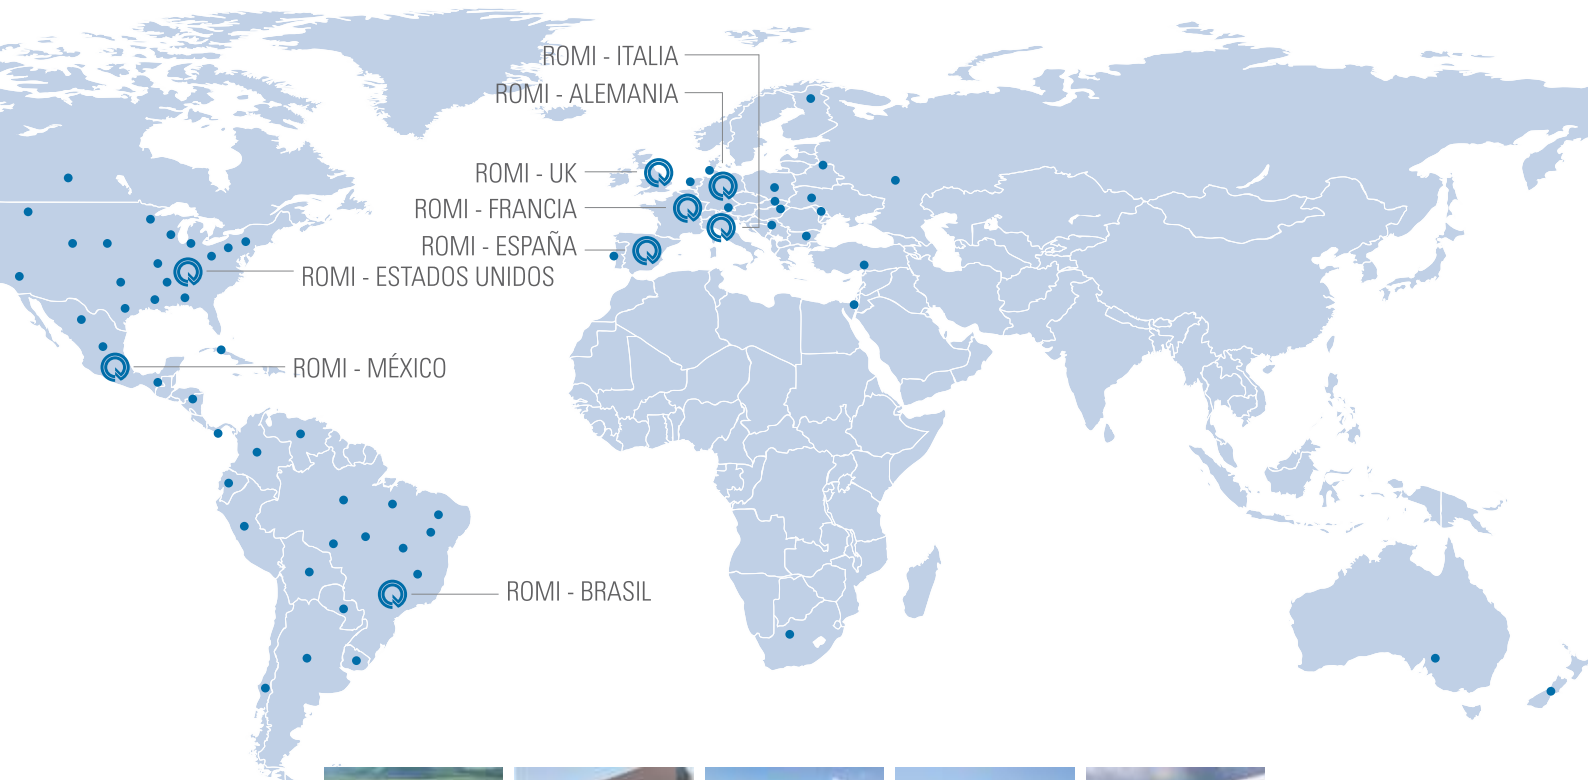 ROMI - ITALIA
ROMI - ALEMANIA
ROMI - UK
ROMI - FRANCIA
ROMI - ESPAÑA
ROMI - ESTADOS UNIDOS
ROMI - MÉXICO
ROMI - BRASIL